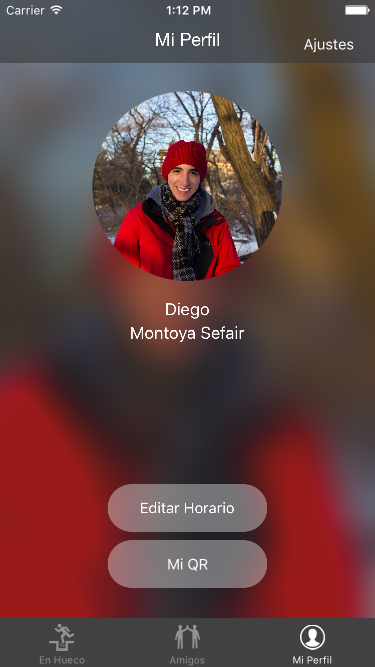 Carrier 1:12 PM
Mi Perfil
Ajustes
Diego
Montoya Sefair
Editar Horario
Mi QR
En Hueco Amigos Mi Perfil